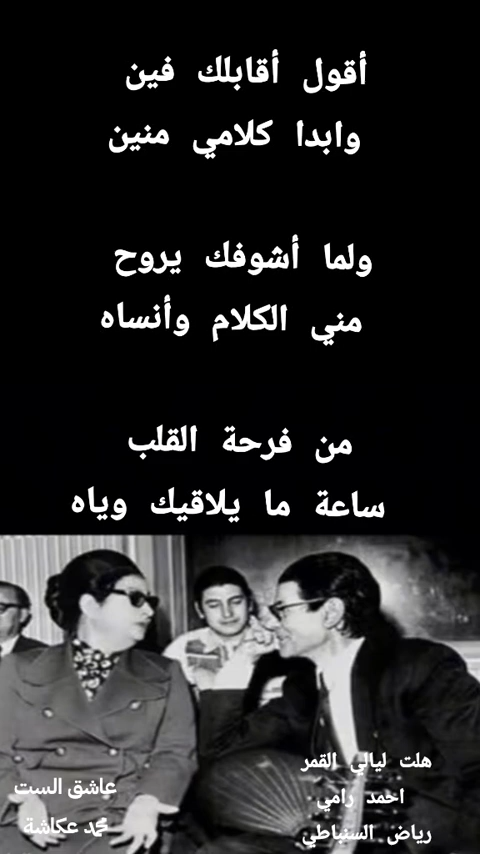 أقول أقابلك فين
وابدا كلامي منين
ولما أشوفك يروح
مني الكلام وأنساه
من فرحة القلب
ساعة ما يلاقيك وياه
هلت ليالي القمر
احمد رامي
رياض السنباطي
عاشق الست
محمد عكاشة